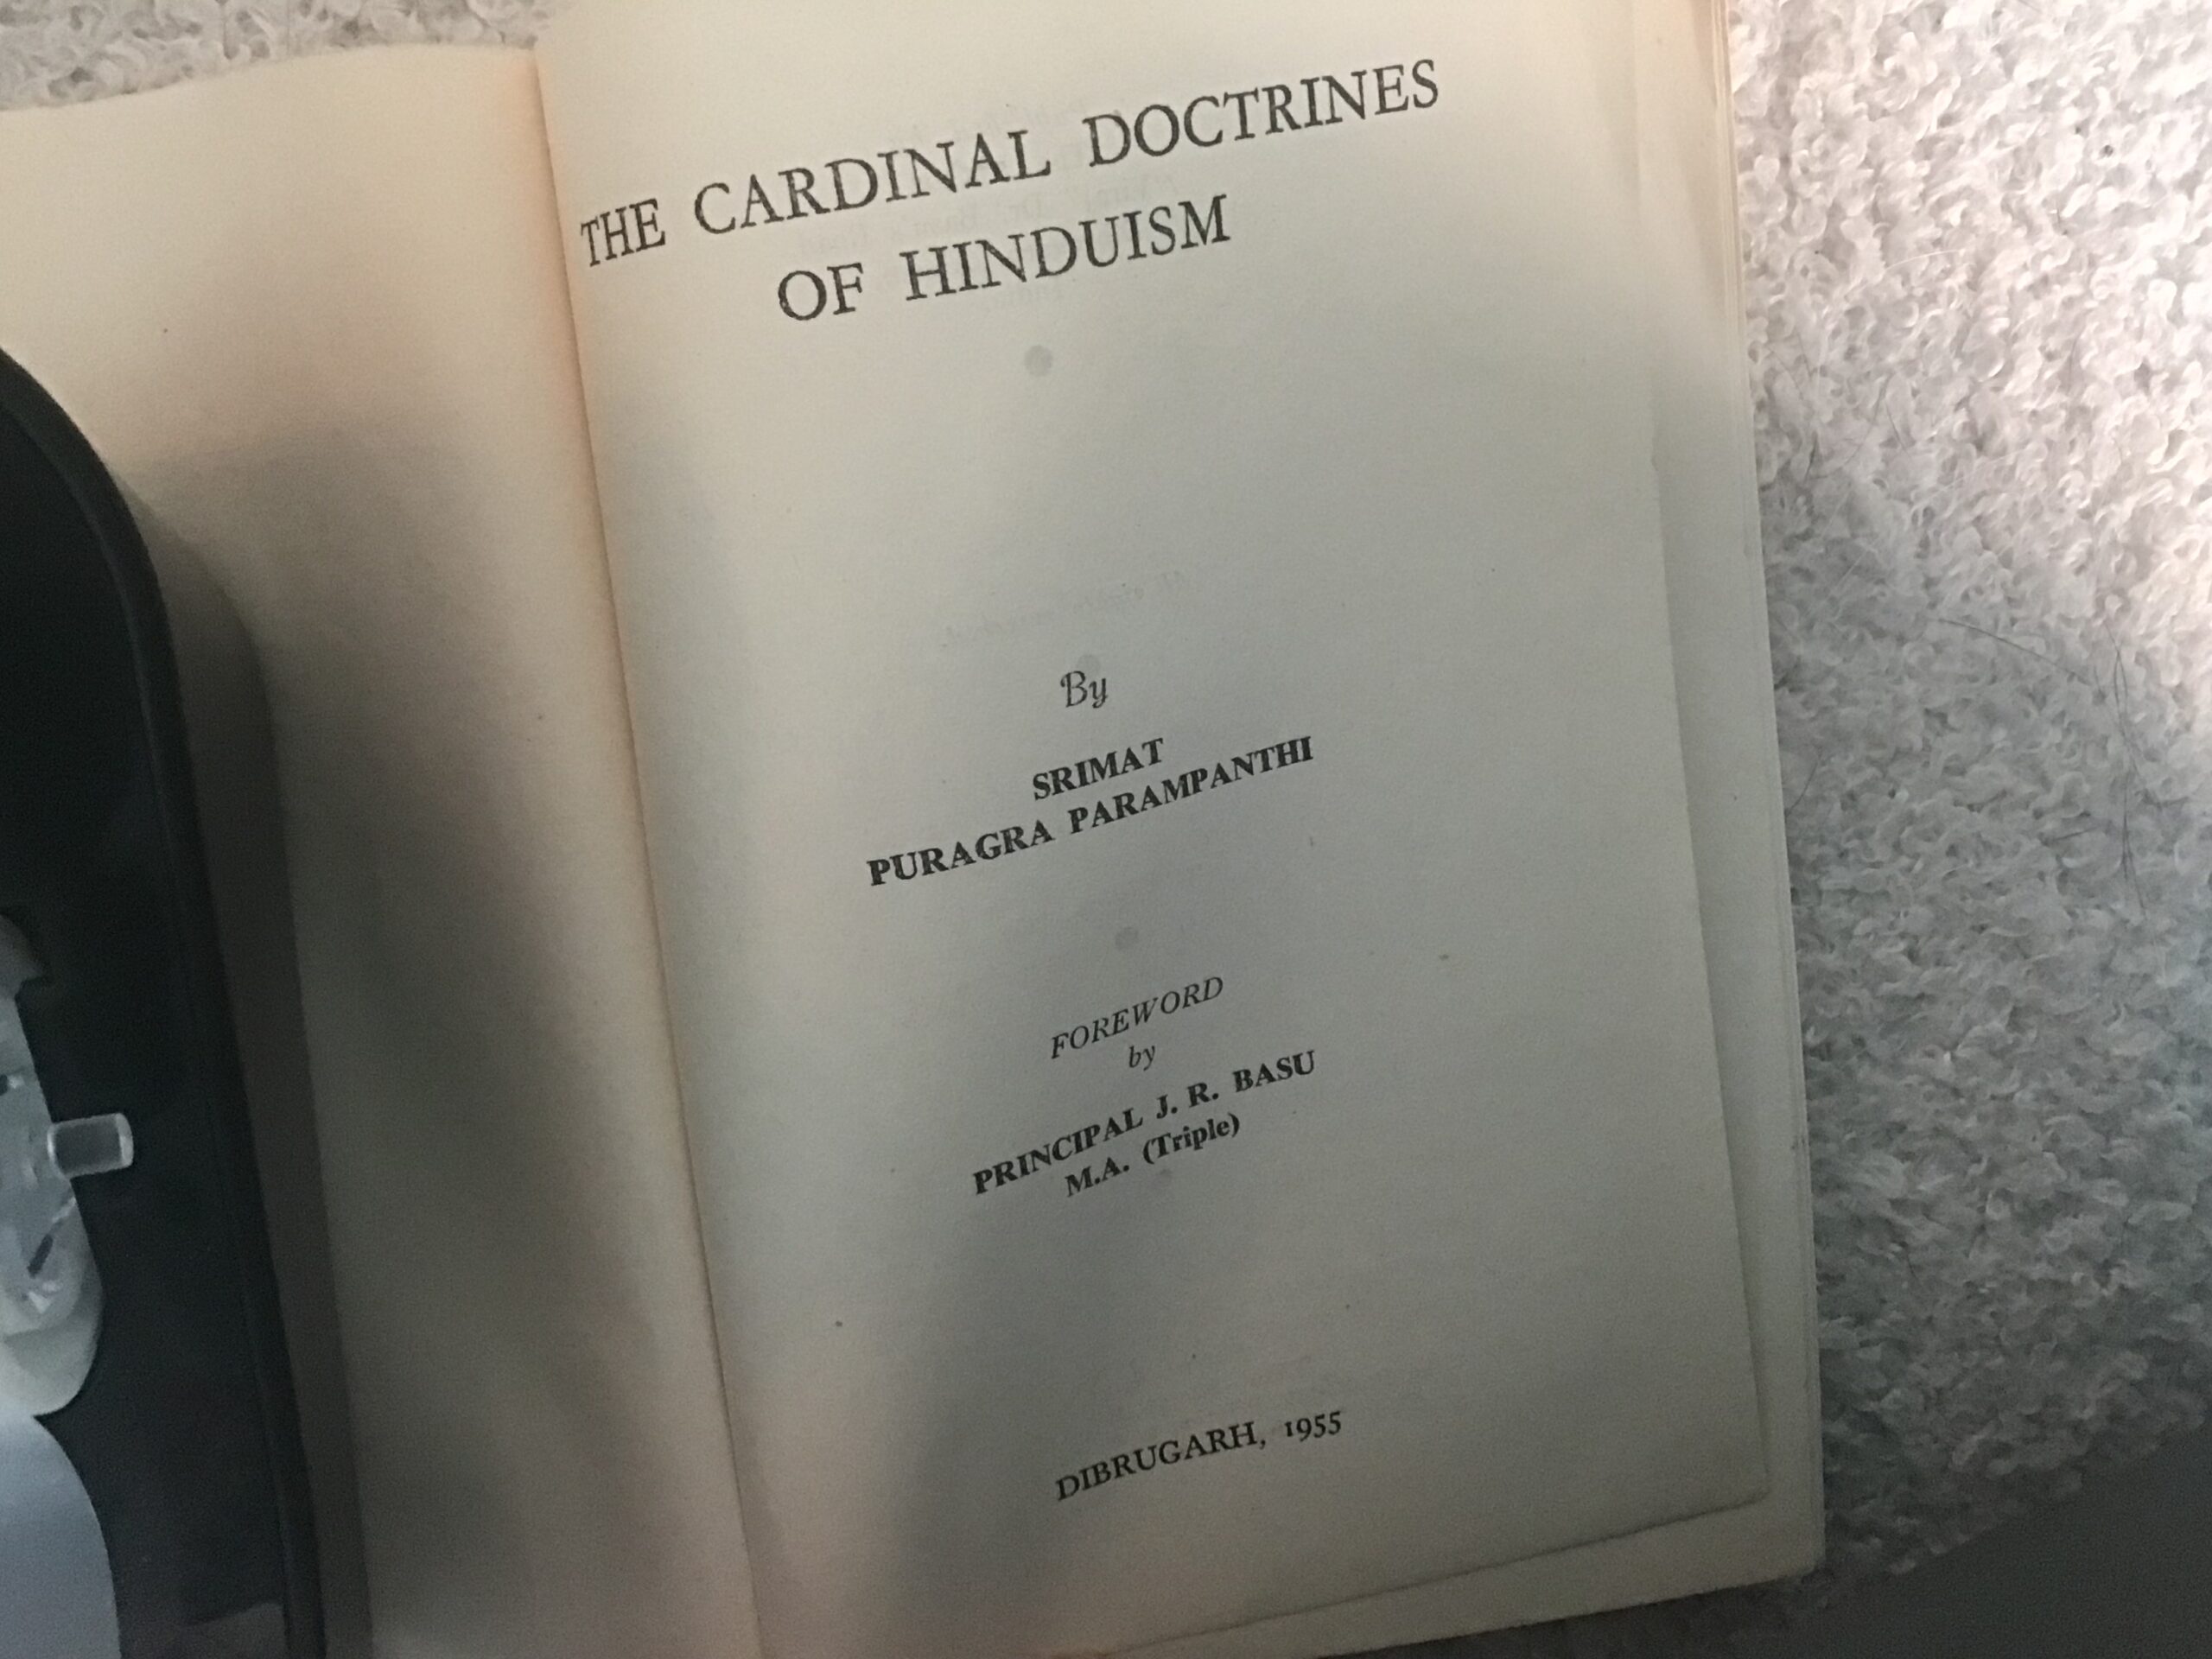 THE CARDINAL DOCTRINES
OF HINDUISM
By
SRIMAT
PURAGRA PARAMPANTHI
FOREWORD
by
PRINCIPAL J. R. BASU
M.A. (Triple)
DIBRUGARH, 1955